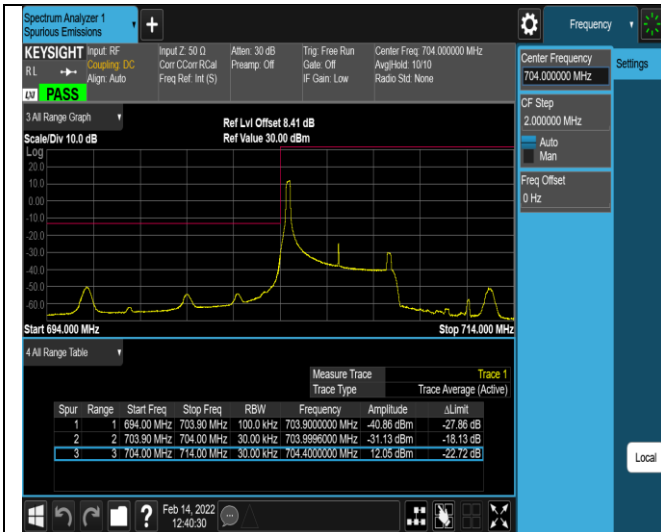 Spectrum Analyzer 1
Spurious Emissions
Frequency
KEYSIGHT Input: RF Input Z: 50 Ω Atten: 30 dB Trig: Free Run Center Freq: 704.000000 MHz
RL Coupling: DC Corr CCorr RCal Preamp: Off Gate: Off Avg|Hold: 10/10
Align: Auto Freq Ref: Int (S) IF Gain: Low Radio Std: None
LXI PASS
Center Frequency
704.000000 MHz
Settings
CF Step
2.000000 MHz
Auto
Man
Freq Offset
0 Hz
3 All Range Graph
Ref Lvl Offset 8.41 dB
Scale/Div 10.0 dB Ref Value 30.00 dBm
Log
20.0
10.0
0.00
-10.0
-20.0
-30.0
-40.0
-50.0
-60.0
Start 694.000 MHz Stop 714.000 MHz
4 All Range Table
Measure Trace Trace 1
Trace Type Trace Average (Active)
Spur Range Start Freq Stop Freq RBW Frequency Amplitude ΔLimit
1 1 694.00 MHz 703.90 MHz 100.0 kHz 703.9000000 MHz -40.86 dBm -27.86 dB
2 2 703.90 MHz 704.00 MHz 30.00 kHz 703.9996000 MHz -31.13 dBm -18.13 dB
3 3 704.00 MHz 714.00 MHz 30.00 kHz 704.4000000 MHz 12.05 dBm -22.72 dB
Local
Feb 14, 2022
12:40:30